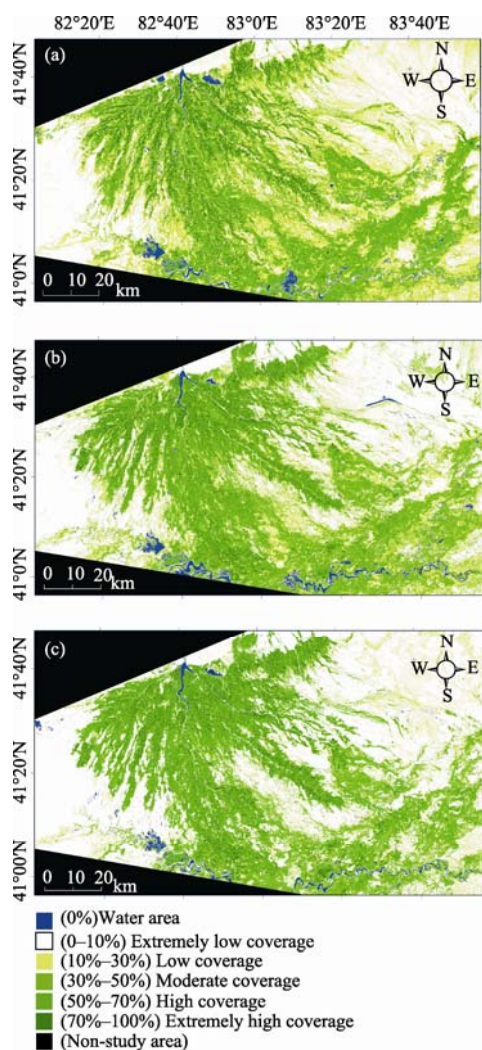 82°20′E 82°40′E 83°0′E 83°20′E 83°40′E
(a)
N
W E
S
41°40′N
41°20′N
41°0′N
0 10 20
km
(b)
N
W E
S
41°40′N
41°20′N
41°0′N
0 10 20
km
(c)
N
W E
S
41°40′N
41°20′N
41°00′N
0 10 20
km
(0%)Water area
(0–10%) Extremely low coverage
(10%–30%) Low coverage
(30%–50%) Moderate coverage
(50%–70%) High coverage
(70%–100%) Extremely high coverage
(Non-study area)